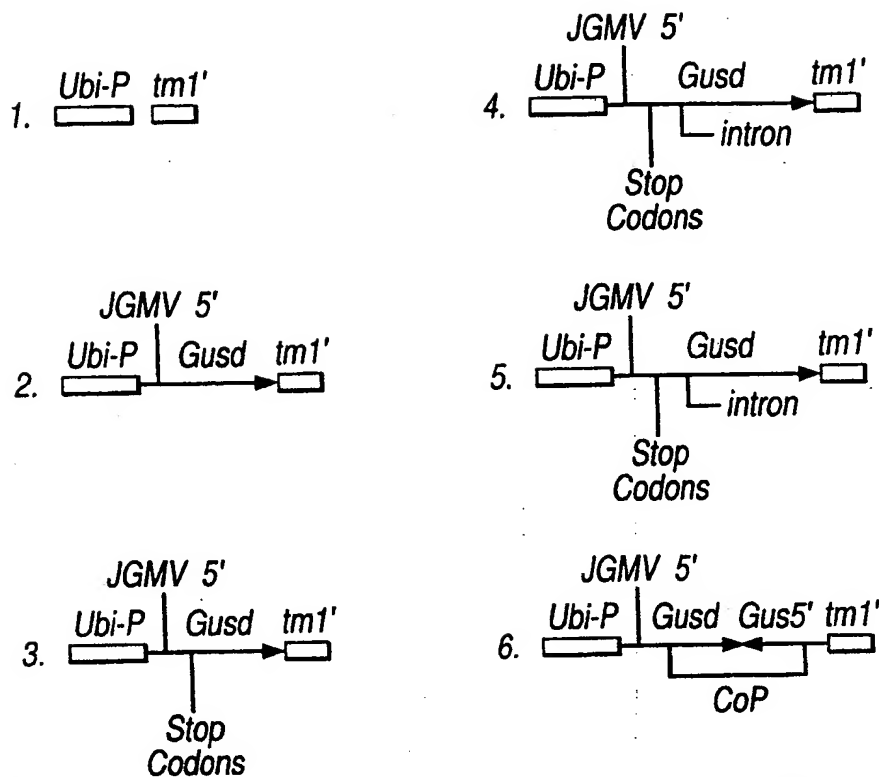 1. Ubi-P tm1'
JGMV 5'
2. Ubi-P Gusd tm1'
JGMV 5'
3. Ubi-P Gusd tm1'
Stop
Codons
JGMV 5'
4. Ubi-P Gusd tm1'
intron
Stop
Codons
JGMV 5'
5. Ubi-P Gusd tm1'
intron
Stop
Codons
JGMV 5'
6. Ubi-P Gusd Gus5' tm1'
CoP